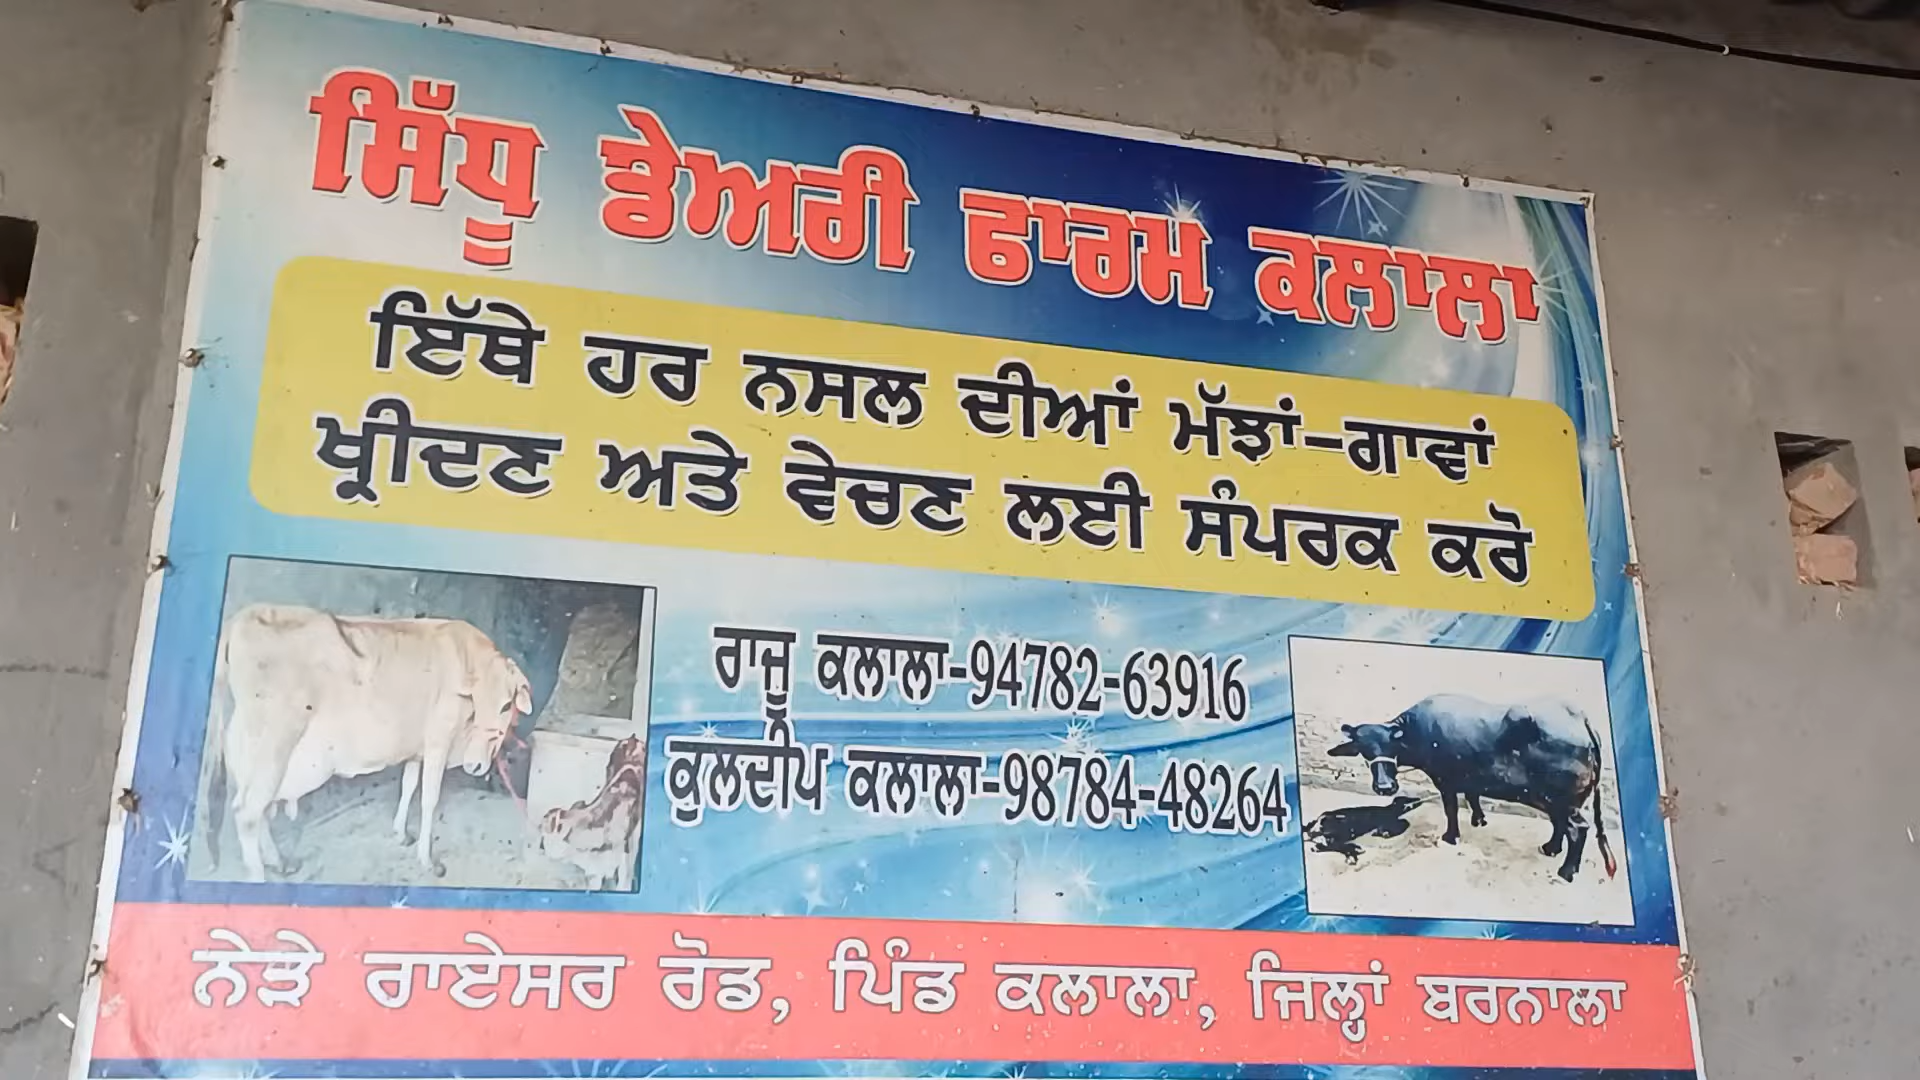 ਸਿੱਧੂ ਡੇਅਰੀ ਫਾਰਮ ਕਲਾਲਾ
ਇੱਥੇ ਹਰ ਨਸਲ ਦੀਆਂ ਮੱਝਾਂ-ਗਾਵਾਂ
ਖ੍ਰੀਦਣ ਅਤੇ ਵੇਚਣ ਲਈ ਸੰਪਰਕ ਕਰੋ
ਰਾਜੂ ਕਲਾਲਾ-94782-63916
ਕੁਲਦੀਪ ਕਲਾਲਾ-98784-48264
ਨੇੜੇ ਰਾਏਸਰ ਰੋਡ, ਪਿੰਡ ਕਲਾਲਾ, ਜਿਲ੍ਹਾਂ ਬਰਨਾਲਾ